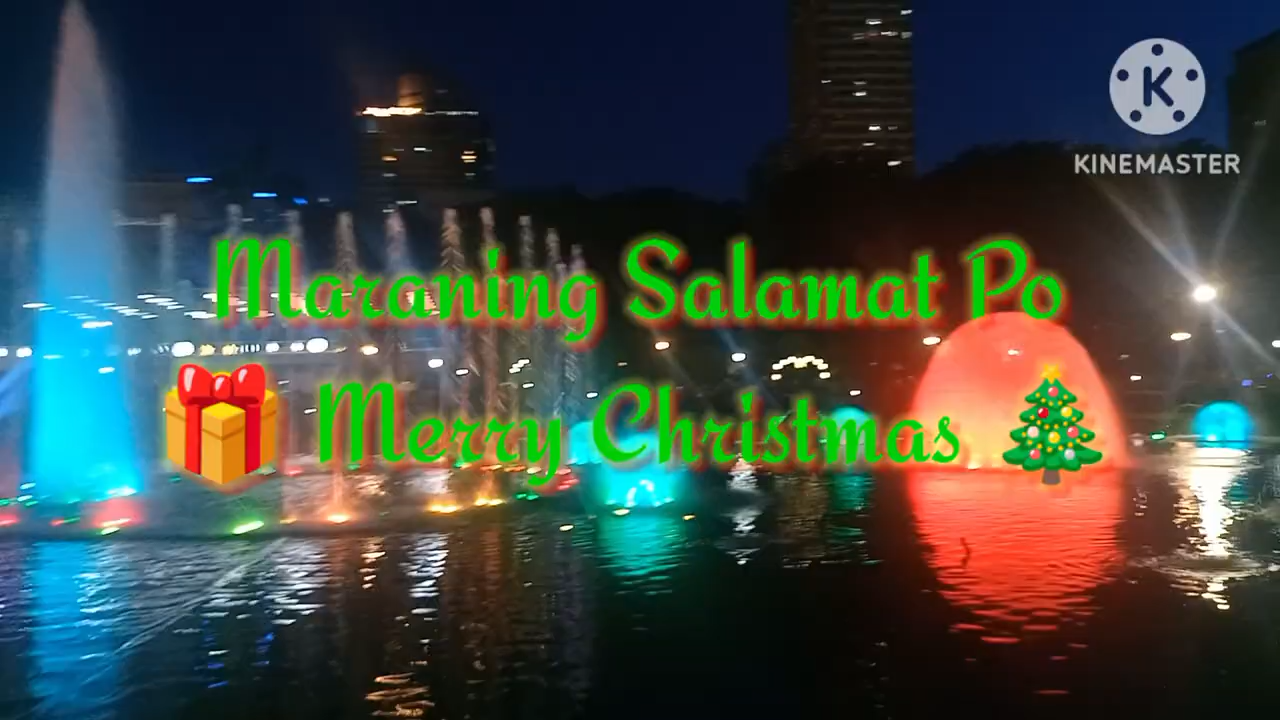 K
KINEMASTER
Maraning Salamat Po
🎁 Merry Christmas 🎄